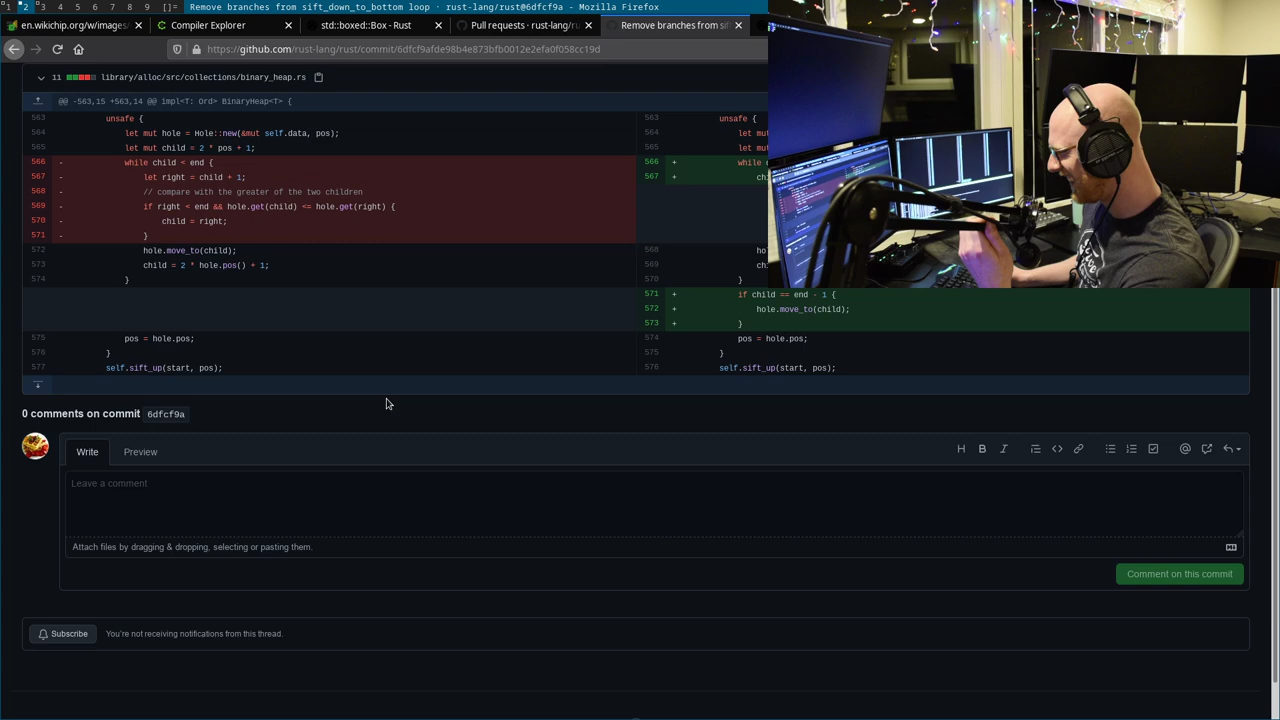 1 2 3 4 5 6 7 8 9 []= Remove branches from sift_down_to_bottom loop · rust-lang/rust@6dfcf9a - Mozilla Firefox
en.wikichip.org/w/images/ Compiler Explorer std::boxed::Box - Rust Pull requests · rust-lang/ru Remove branches from sif
https://github.com/rust-lang/rust/commit/6dfcf9afde98b4e873bfb0012e2efa0f058cc19d
11 library/alloc/src/collections/binary_heap.rs
@@ -563,15 +563,14 @@ impl<T: Ord> BinaryHeap<T> {
563 unsafe { 563 unsafe {
564 let mut hole = Hole::new(&mut self.data, pos); 564 let mut
565 let mut child = 2 * pos + 1; 565 let mut
566 - while child < end { 566 + while
567 - let right = child + 1; 567 +
568 - // compare with the greater of the two children
569 - if right < end && hole.get(child) <= hole.get(right) {
570 - child = right;
571 - }
572 hole.move_to(child); 568
573 child = 2 * hole.pos() + 1; 569
574 } 570 }
571 + if child == end - 1 {
572 + hole.move_to(child);
573 + }
575 pos = hole.pos; 574 pos = hole.pos;
576 } 575 }
577 self.sift_up(start, pos); 576 self.sift_up(start, pos);
0 comments on commit 6dfcf9a
Write Preview
Leave a comment
Attach files by dragging & dropping, selecting or pasting them.
Comment on this commit
Subscribe You're not receiving notifications from this thread.